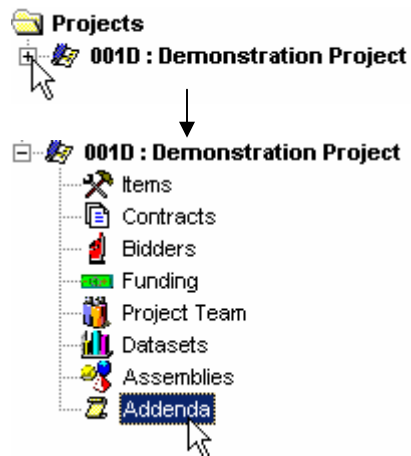 Projects
001D : Demonstration Project
001D : Demonstration Project
Items
Contracts
Bidders
Funding
Project Team
Datasets
Assemblies
Addenda